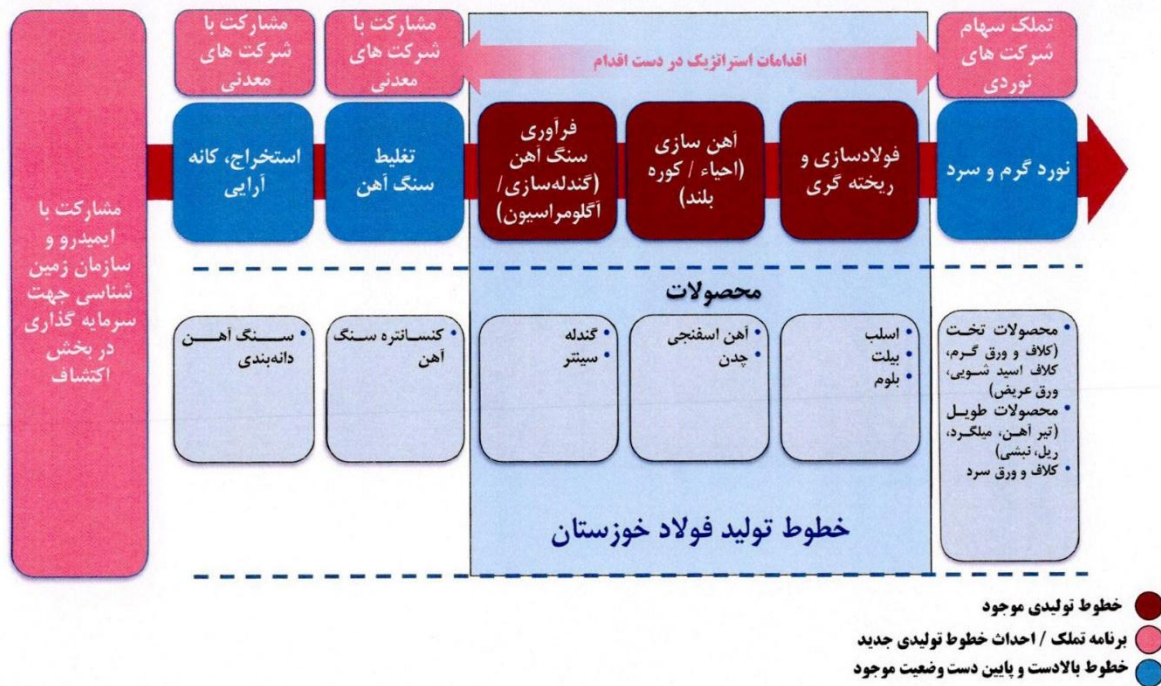 مشارکت با
ایمیدرو و
سازمان زمین
شناسی جهت
سرمایه گذاری
در بخش
اکتشاف
مشارکت با
شرکت های
معدنی
مشارکت با
شرکت های
معدنی
اقدامات استراتژیک در دست اقدام
تملک سهام
شرکت های
نوردی
استخراج، کانه
آرایی
تغلیظ
سنگ آهن
فرآوری
سنگ آهن
(گندله‌سازی/
آگلومراسیون)
آهن سازی
(احیاء / کوره
بلند)
فولادسازی و
ریخته گری
نورد گرم و سرد
محصولات
• سنگ آهن
دانه‌بندی
• کنسانتره سنگ
آهن
• گندله
• سینتر
• آهن اسفنجی
• چدن
• اسلب
• بیلت
• بلوم
• محصولات تخت
(کلاف و ورق گرم،
کلاف اسید شویی،
ورق عریض)
• محصولات طویل
(تیر آهن، میلگرد،
ریل، نبشی)
• کلاف و ورق سرد
خطوط تولید فولاد خوزستان
خطوط تولیدی موجود
برنامه تملک / احداث خطوط تولیدی جدید
خطوط بالادست و پایین دست وضعیت موجود